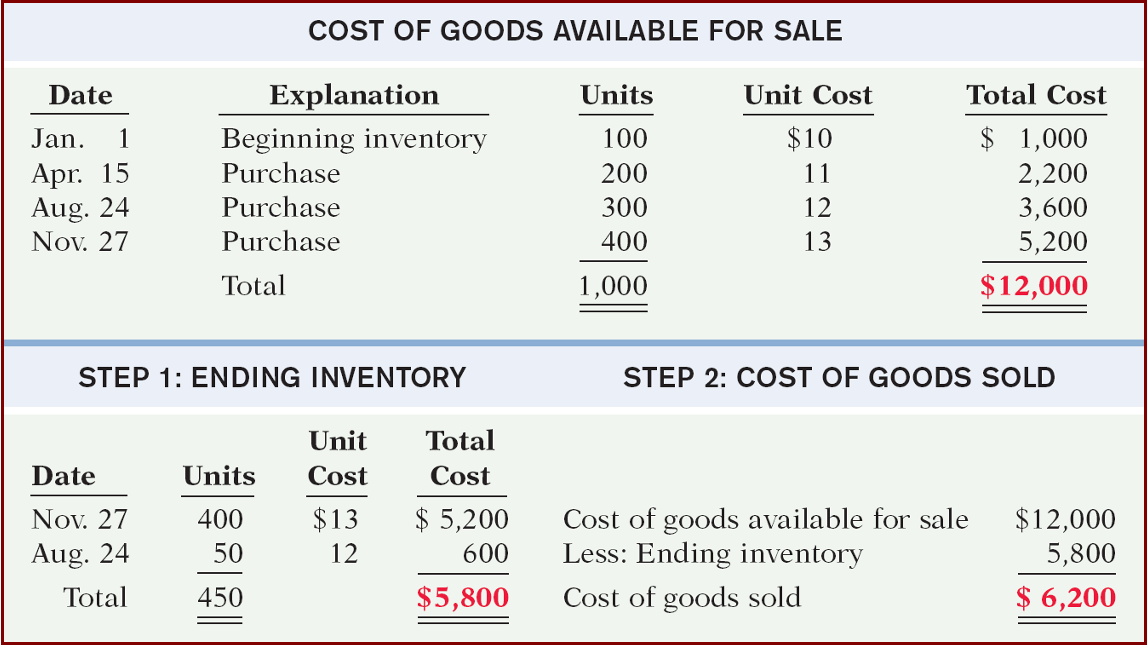 COST OF GOODS AVAILABLE FOR SALE
Date Explanation Units Unit Cost Total Cost
Jan. 1 Beginning inventory 100 $10 $ 1,000
Apr. 15 Purchase 200 11 2,200
Aug. 24 Purchase 300 12 3,600
Nov. 27 Purchase 400 13 5,200
Total 1,000 $12,000
STEP 1: ENDING INVENTORY STEP 2: COST OF GOODS SOLD
Unit Total
Date Units Cost Cost
Nov. 27 400 $13 $ 5,200 Cost of goods available for sale $12,000
Aug. 24 50 12 600 Less: Ending inventory 5,800
Total 450 $5,800 Cost of goods sold $ 6,200